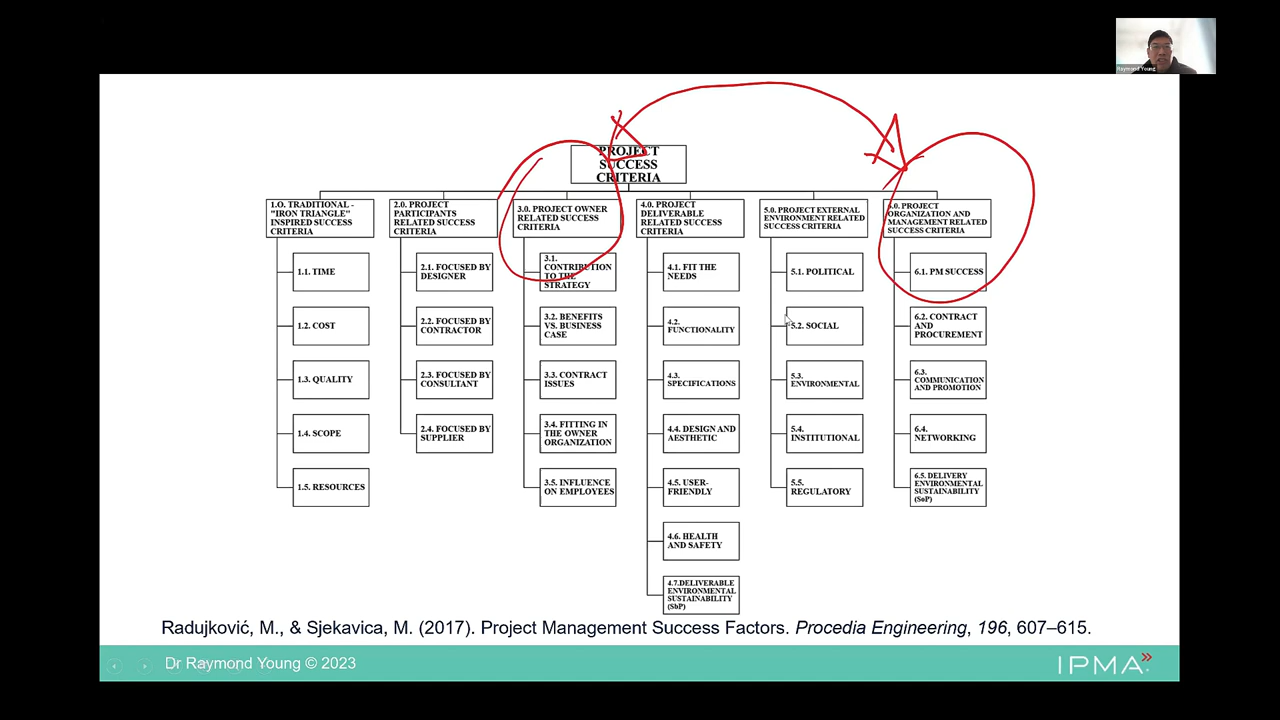 Raymond Young
PROJECT
SUCCESS
CRITERIA
1.O. TRADITIONAL -
"IRON TRIANGLE"
INSPIRED SUCCESS
CRITERIA
1.1. TIME
1.2. COST
1.3. QUALITY
1.4. SCOPE
1.5. RESOURCES
2.0. PROJECT
PARTICIPANTS
RELATED SUCCESS
CRITERIA
2.1. FOCUSED BY
DESIGNER
2.2. FOCUSED BY
CONTRACTOR
2.3. FOCUSED BY
CONSULTANT
2.4. FOCUSED BY
SUPPLIER
3.0. PROJECT OWNER
RELATED SUCCESS
CRITERIA
3.1.
CONTRIBUTION
TO THE
STRATEGY
3.2. BENEFITS
VS. BUSINESS
CASE
3.3. CONTRACT
ISSUES
3.4. FITTING IN
THE OWNER
ORGANIZATION
3.5. INFLUENCE
ON EMPLOYEES
4.0. PROJECT
DELIVERABLE
RELATED SUCCESS
CRITERIA
4.1. FIT THE
NEEDS
4.2.
FUNCTIONALITY
4.3.
SPECIFICATIONS
4.4. DESIGN AND
AESTHETIC
4.5. USER-
FRIENDLY
4.6. HEALTH
AND SAFETY
4.7.DELIVERABLE
ENVIRONMENTAL
SUSTAINABILITY
(SbP)
5.0. PROJECT EXTERNAL
ENVIRONMENT RELATED
SUCCESS CRITERIA
5.1. POLITICAL
5.2. SOCIAL
5.3.
ENVIRONMENTAL
5.4.
INSTITUTIONAL
5.5.
REGULATORY
6.0. PROJECT
ORGANIZATION AND
MANAGEMENT RELATED
SUCCESS CRITERIA
6.1. PM SUCCESS
6.2. CONTRACT
AND
PROCUREMENT
6.3.
COMMUNICATION
AND PROMOTION
6.4.
NETWORKING
6.5. DELIVERY
ENVIRONMENTAL
SUSTAINABILITY
(SoP)
Radujković, M., & Sjekavica, M. (2017). Project Management Success Factors. Procedia Engineering, 196, 607–615.
Dr Raymond Young © 2023
IPMA